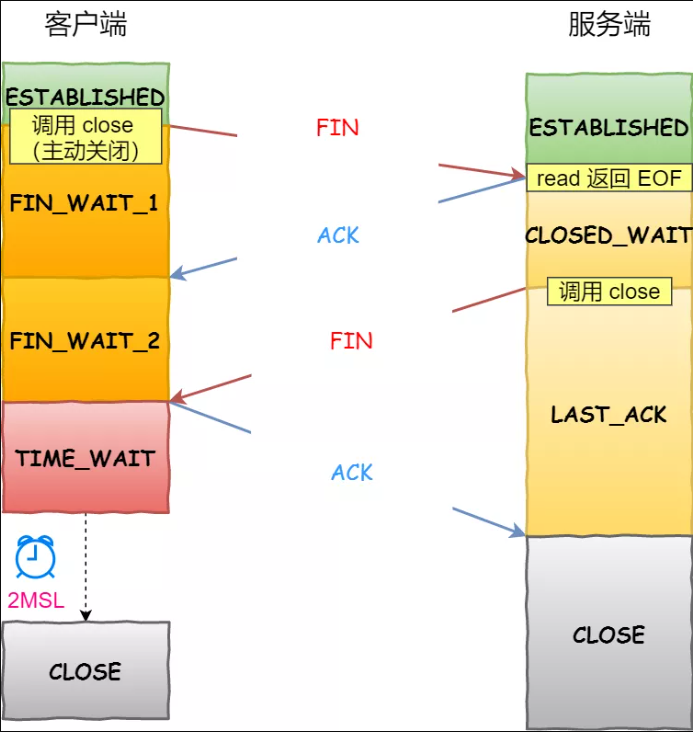 客户端
服务端
ESTABLISHED
调用 close
（主动关闭）
FIN
ESTABLISHED
read 返回 EOF
FIN_WAIT_1
ACK
CLOSED_WAIT
调用 close
FIN_WAIT_2
FIN
LAST_ACK
TIME_WAIT
ACK
2MSL
CLOSE
CLOSE